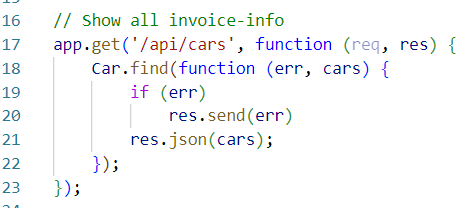 16 // Show all invoice-info
17 app.get('/api/cars', function (req, res) {
18 Car.find(function (err, cars) {
19 if (err)
20 res.send(err)
21 res.json(cars);
22 });
23 });